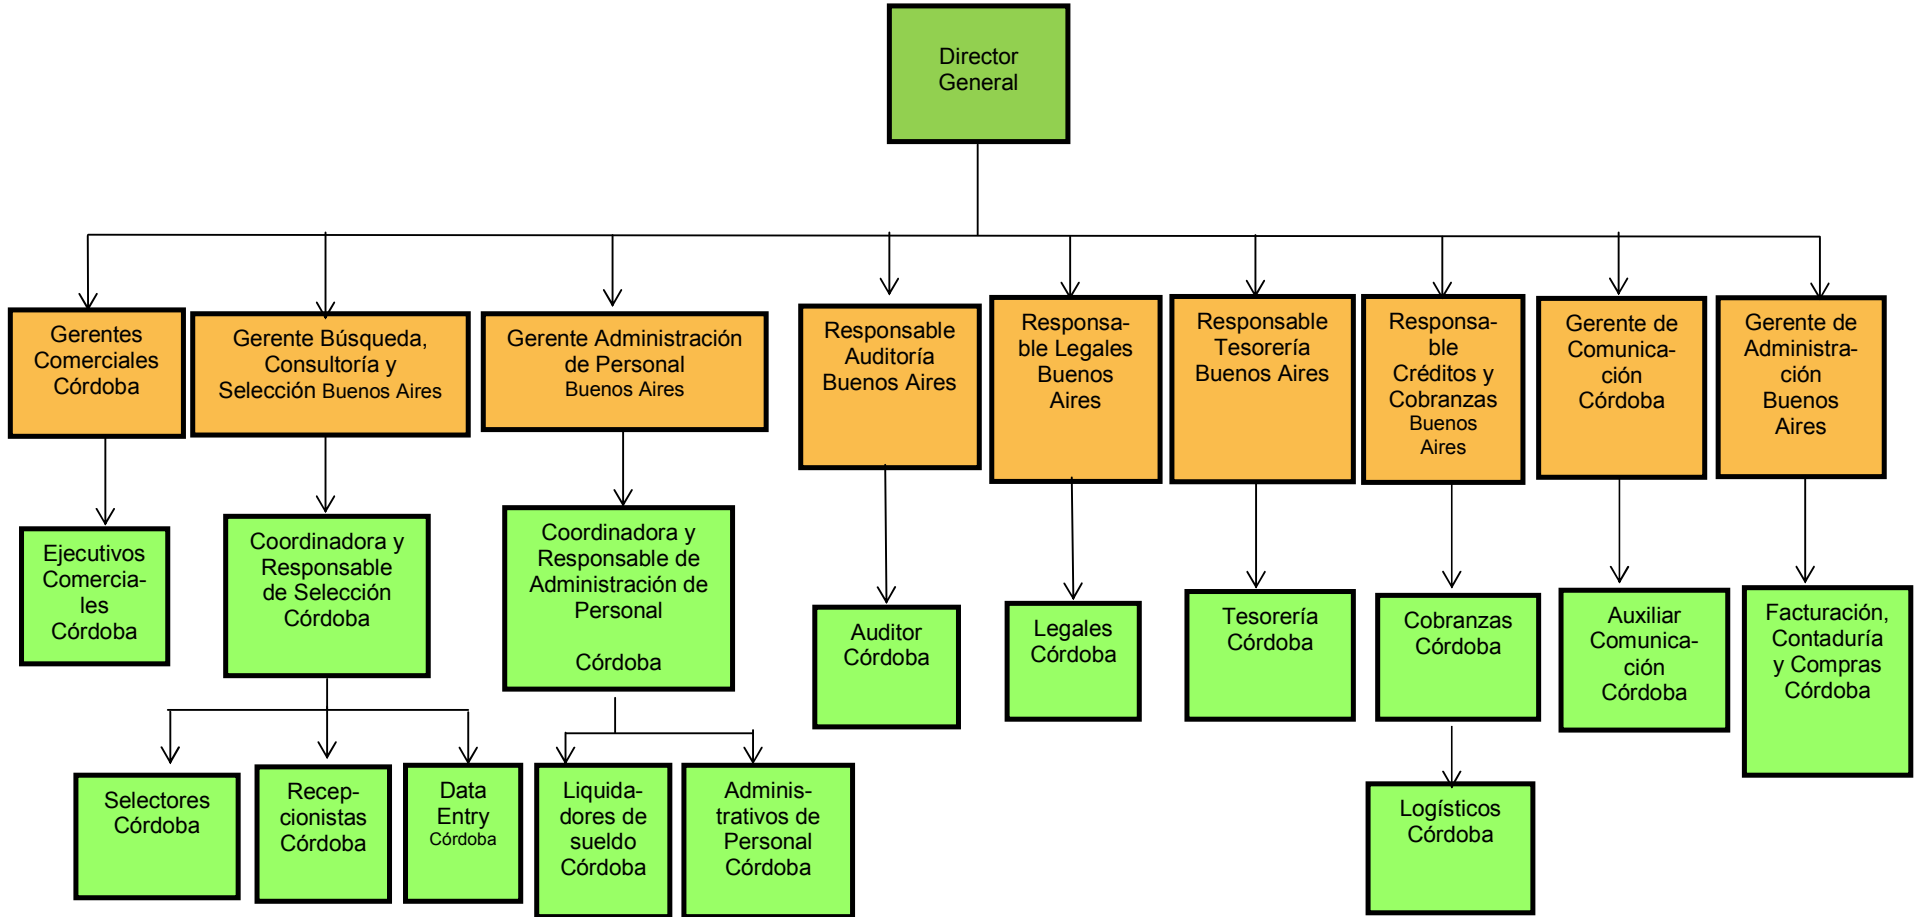 Director
General
Gerentes
Comerciales
Córdoba
Gerente Búsqueda,
Consultoría y
Selección Buenos Aires
Gerente Administración
de Personal
Buenos Aires
Responsable
Auditoría
Buenos Aires
Responsa-
ble Legales
Buenos
Aires
Responsable
Tesorería
Buenos Aires
Responsa-
ble
Créditos y
Cobranzas
Buenos
Aires
Gerente de
Comunica-
ción
Córdoba
Gerente de
Administra-
ción
Buenos
Aires
Ejecutivos
Comercia-
les
Córdoba
Coordinadora y
Responsable
de Selección
Córdoba
Coordinadora y
Responsable de
Administración de
Personal
Córdoba
Auditor
Córdoba
Legales
Córdoba
Tesorería
Córdoba
Cobranzas
Córdoba
Auxiliar
Comunica-
ción
Córdoba
Facturación,
Contaduría
y Compras
Córdoba
Selectores
Córdoba
Recep-
cionistas
Córdoba
Data
Entry
Córdoba
Liquida-
dores de
sueldo
Córdoba
Adminis-
trativos de
Personal
Córdoba
Logísticos
Córdoba